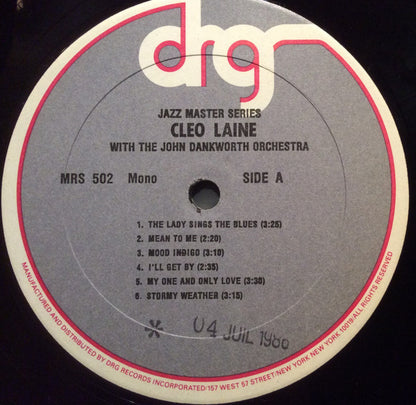 drg
JAZZ MASTER SERIES
CLEO LAINE
WITH THE JOHN DANKWORTH ORCHESTRA
MRS 502 Mono SIDE A
1. THE LADY SINGS THE BLUES (3:25)
2. MEAN TO ME (2:20)
3. MOOD INDIGO (3:10)
4. I'LL GET BY (2:35)
5. MY ONE AND ONLY LOVE (3:30)
6. STORMY WEATHER (3:15)
* 04 JUIL 1986
MANUFACTURED AND DISTRIBUTED BY DRG RECORDS INCORPORATED/157 WEST 57 STREET/NEW YORK, NEW YORK 10019/ALL RIGHTS RESERVED